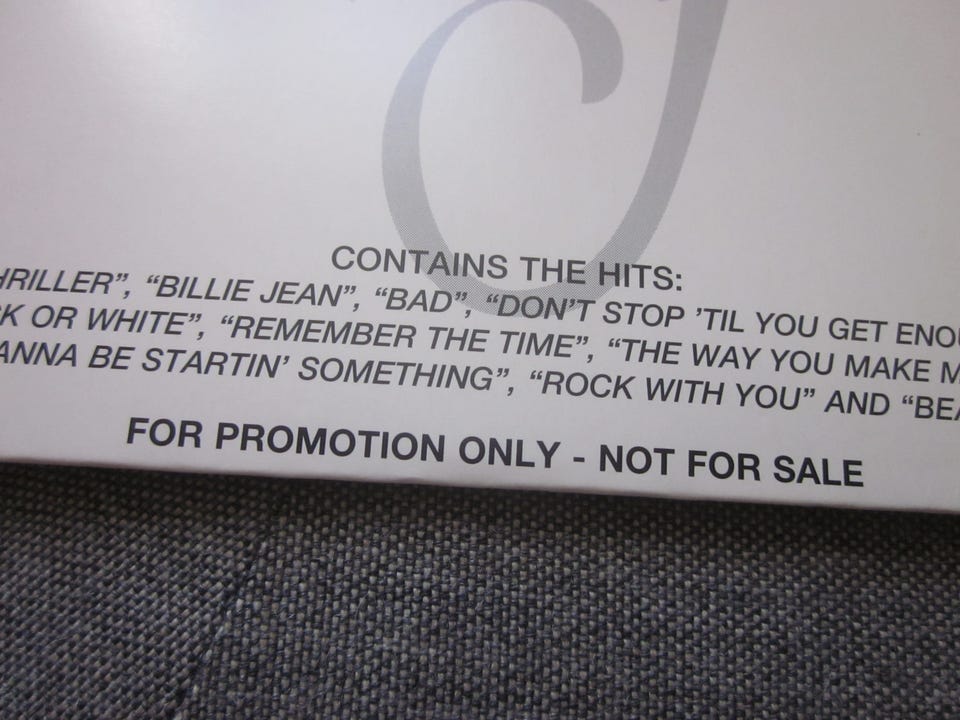 CONTAINS THE HITS:
HRILLER”, “BILLIE JEAN”, “BAD”, “DON’T STOP ’TIL YOU GET ENOU
K OR WHITE”, “REMEMBER THE TIME”, “THE WAY YOU MAKE M
ANNA BE STARTIN’ SOMETHING”, “ROCK WITH YOU” AND “BEA
FOR PROMOTION ONLY - NOT FOR SALE